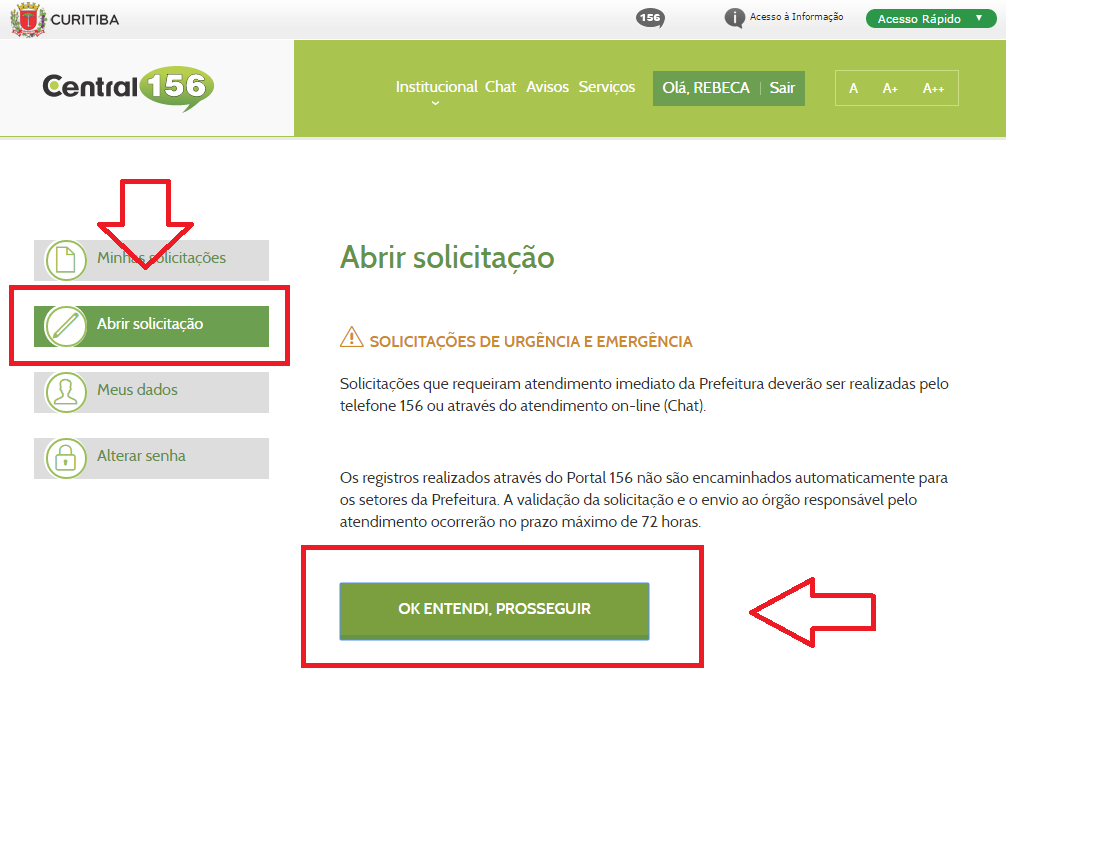 CURITIBA
156
i
Acesso à Informação
Acesso Rápido ▼
Central 156
Institucional Chat Avisos Serviços
Olá, REBECA | Sair
A A+ A++
Minhas solicitações
Abrir solicitação
Meus dados
Alterar senha
Abrir solicitação
SOLICITAÇÕES DE URGÊNCIA E EMERGÊNCIA
Solicitações que requeiram atendimento imediato da Prefeitura deverão ser realizadas pelo
telefone 156 ou através do atendimento on-line (Chat).
Os registros realizados através do Portal 156 não são encaminhados automaticamente para
os setores da Prefeitura. A validação da solicitação e o envio ao órgão responsável pelo
atendimento ocorrerão no prazo máximo de 72 horas.
OK ENTENDI, PROSSEGUIR